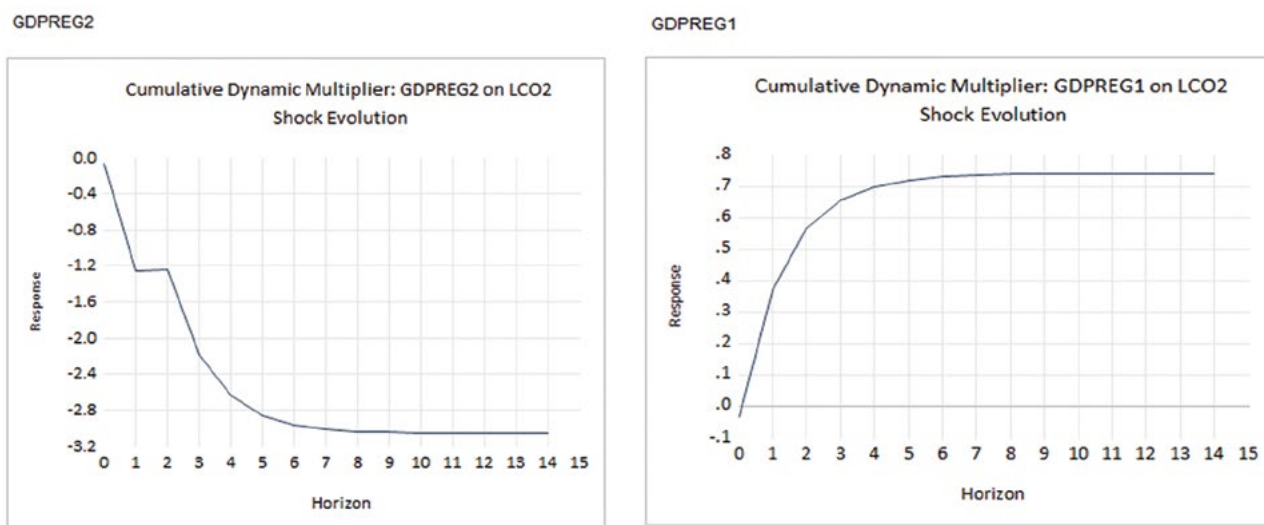 GDPREG2
Cumulative Dynamic Multiplier: GDPREG2 on LCO2
Shock Evolution
Response
0.0
-0.4
-0.8
-1.2
-1.6
-2.0
-2.4
-2.8
-3.2
0 1 2 3 4 5 6 7 8 9 10 11 12 13 14 15
Horizon
GDPREG1
Cumulative Dynamic Multiplier: GDPREG1 on LCO2
Shock Evolution
Response
.8
.7
.6
.5
.4
.3
.2
.1
.0
-.1
0 1 2 3 4 5 6 7 8 9 10 11 12 13 14 15
Horizon